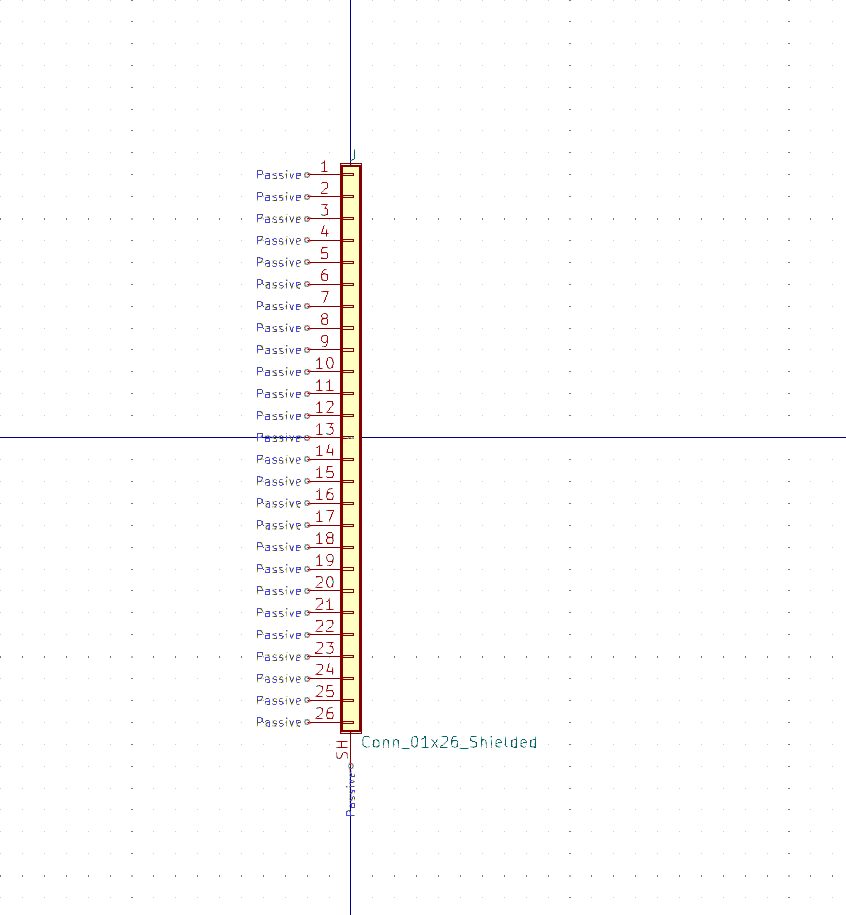 J
Passive 1
Passive 2
Passive 3
Passive 4
Passive 5
Passive 6
Passive 7
Passive 8
Passive 9
Passive 10
Passive 11
Passive 12
Passive 13
Passive 14
Passive 15
Passive 16
Passive 17
Passive 18
Passive 19
Passive 20
Passive 21
Passive 22
Passive 23
Passive 24
Passive 25
Passive 26
SH
Conn_01x26_Shielded
Passive